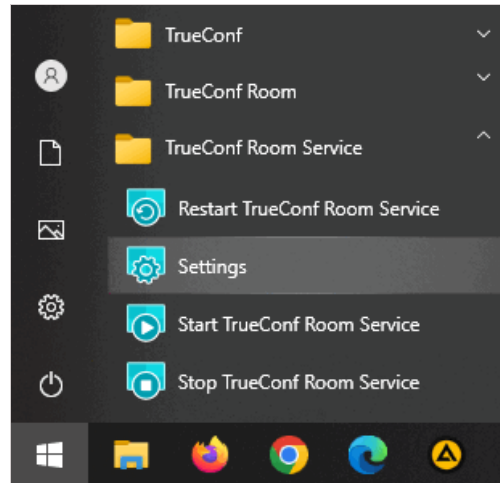 TrueConf
TrueConf Room
TrueConf Room Service
Restart TrueConf Room Service
Settings
Start TrueConf Room Service
Stop TrueConf Room Service